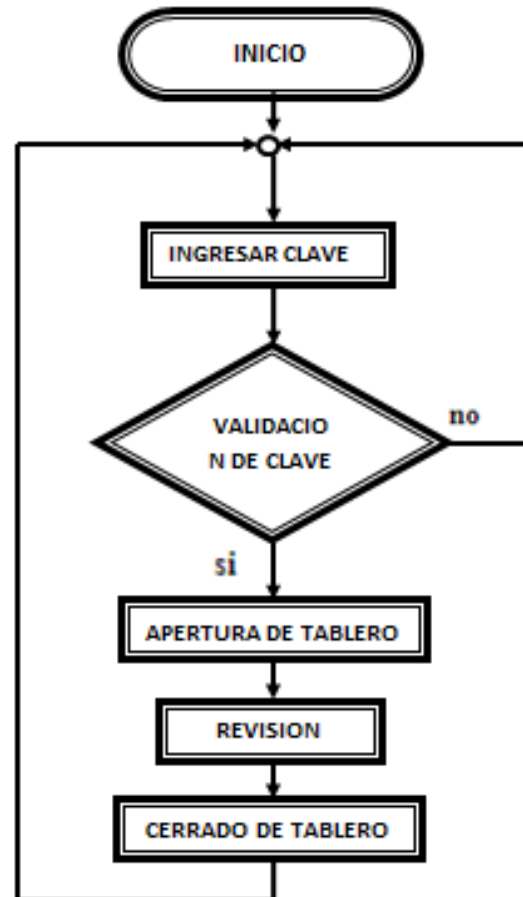 INICIO
INGRESAR CLAVE
VALIDACIO
N DE CLAVE
no
si
APERTURA DE TABLERO
REVISION
CERRADO DE TABLERO